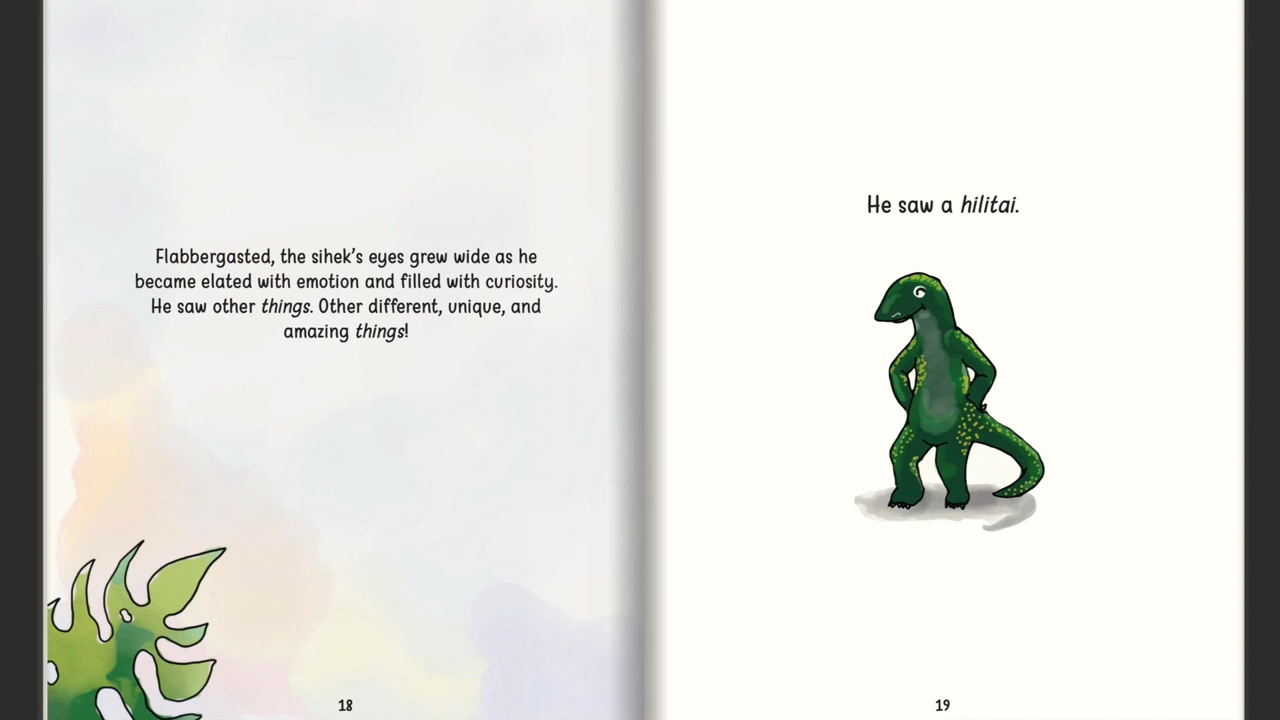 Flabbergasted, the sihek's eyes grew wide as he
became elated with emotion and filled with curiosity.
He saw other things. Other different, unique, and
amazing things!
18
He saw a hilitai.
19